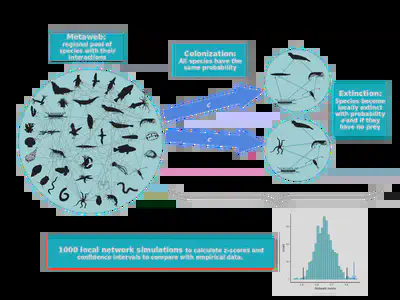 Metaweb:
regional pool of
species with their
interactions
Colonization:
All species have the
same probability
c
c
Extinction:
Species become
locally extinct
with probability
e and if they
have no prey
1000 local network simulations to calculate z-scores and
confidence intervals to compare with empirical data.